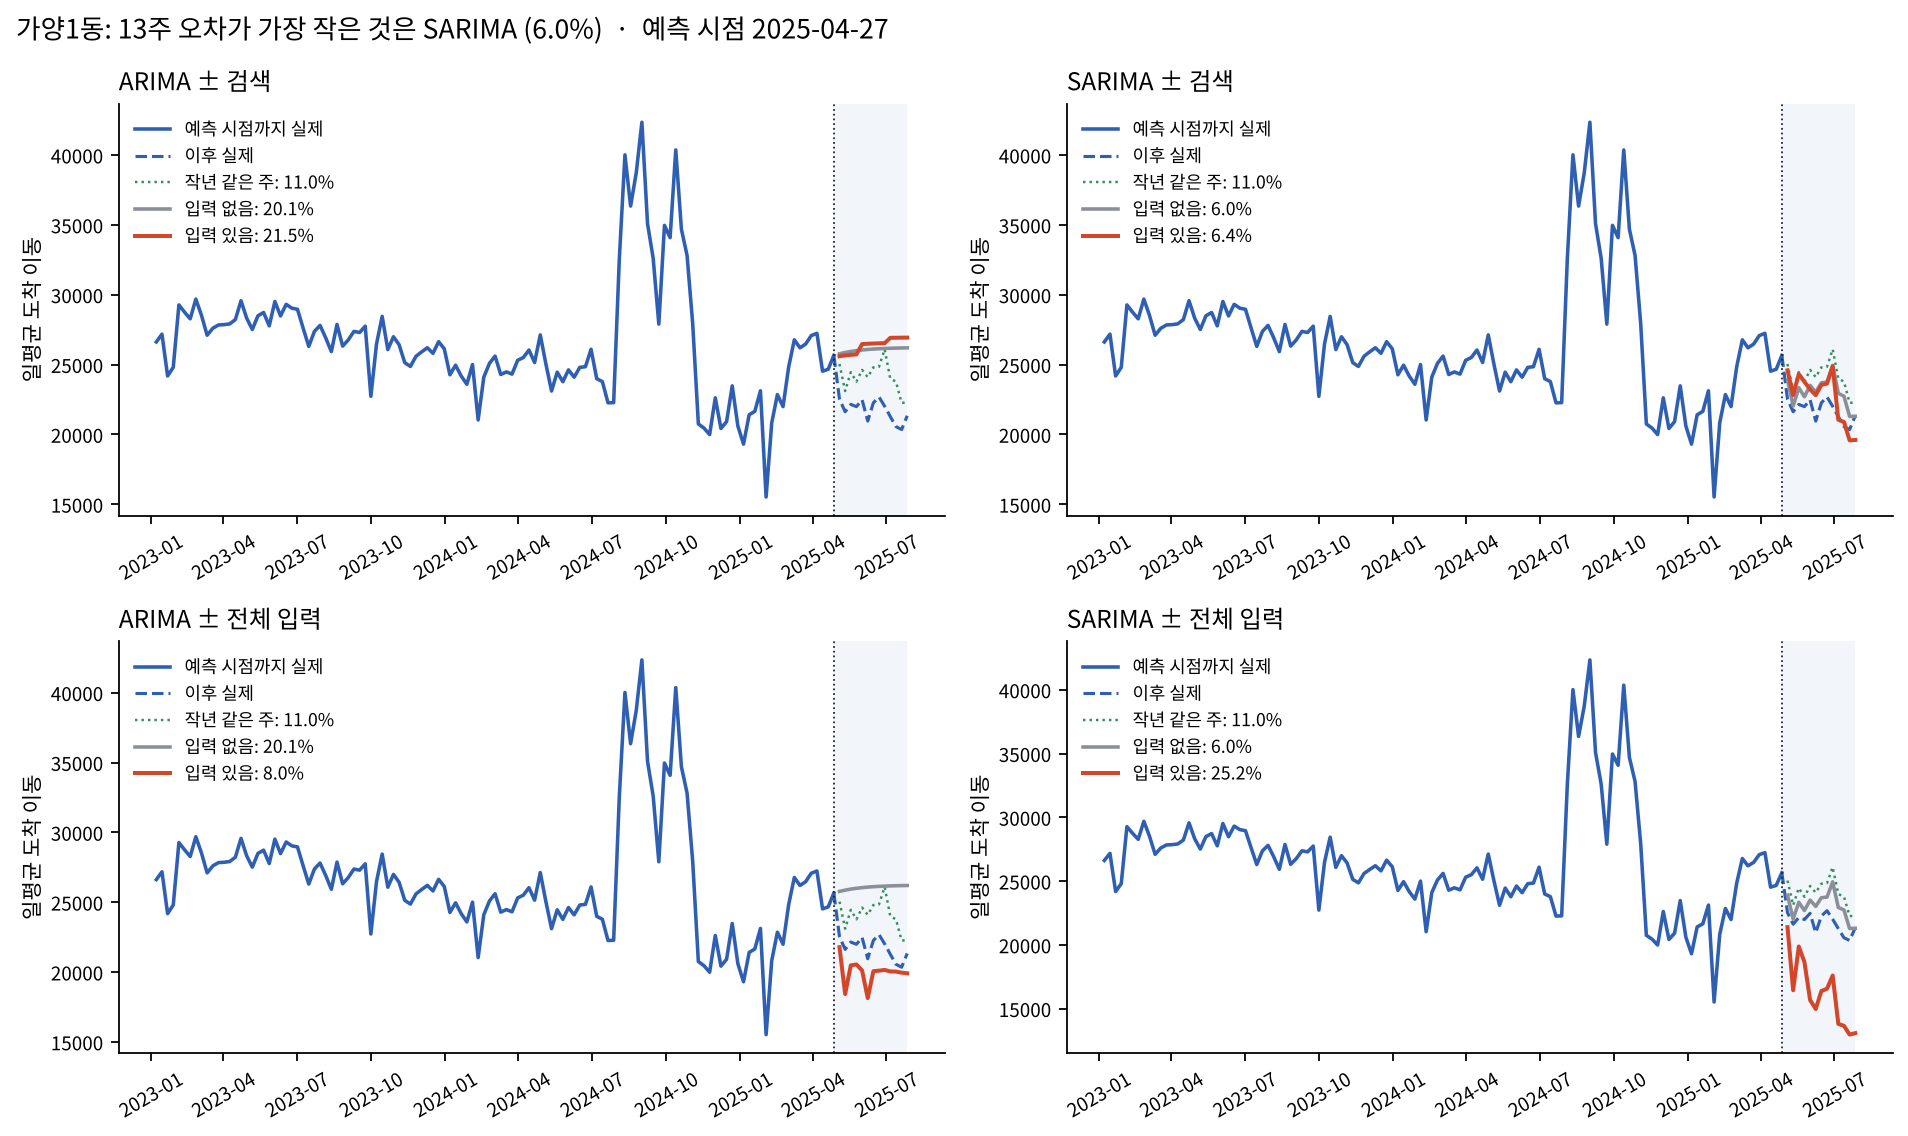 가양1동: 13주 오차가 가장 작은 것은 SARIMA (6.0%) · 예측 시점 2025-04-27
ARIMA ± 검색
예측 시점까지 실제
이후 실제
작년 같은 주: 11.0%
입력 없음: 20.1%
입력 있음: 21.5%
일평균 도착 이동
40000
35000
30000
25000
20000
15000
2023-01
2023-04
2023-07
2023-10
2024-01
2024-04
2024-07
2024-10
2025-01
2025-04
2025-07
SARIMA ± 검색
예측 시점까지 실제
이후 실제
작년 같은 주: 11.0%
입력 없음: 6.0%
입력 있음: 6.4%
일평균 도착 이동
40000
35000
30000
25000
20000
15000
2023-01
2023-04
2023-07
2023-10
2024-01
2024-04
2024-07
2024-10
2025-01
2025-04
2025-07
ARIMA ± 전체 입력
예측 시점까지 실제
이후 실제
작년 같은 주: 11.0%
입력 없음: 20.1%
입력 있음: 8.0%
일평균 도착 이동
40000
35000
30000
25000
20000
15000
2023-01
2023-04
2023-07
2023-10
2024-01
2024-04
2024-07
2024-10
2025-01
2025-04
2025-07
SARIMA ± 전체 입력
예측 시점까지 실제
이후 실제
작년 같은 주: 11.0%
입력 없음: 6.0%
입력 있음: 25.2%
일평균 도착 이동
40000
35000
30000
25000
20000
15000
2023-01
2023-04
2023-07
2023-10
2024-01
2024-04
2024-07
2024-10
2025-01
2025-04
2025-07